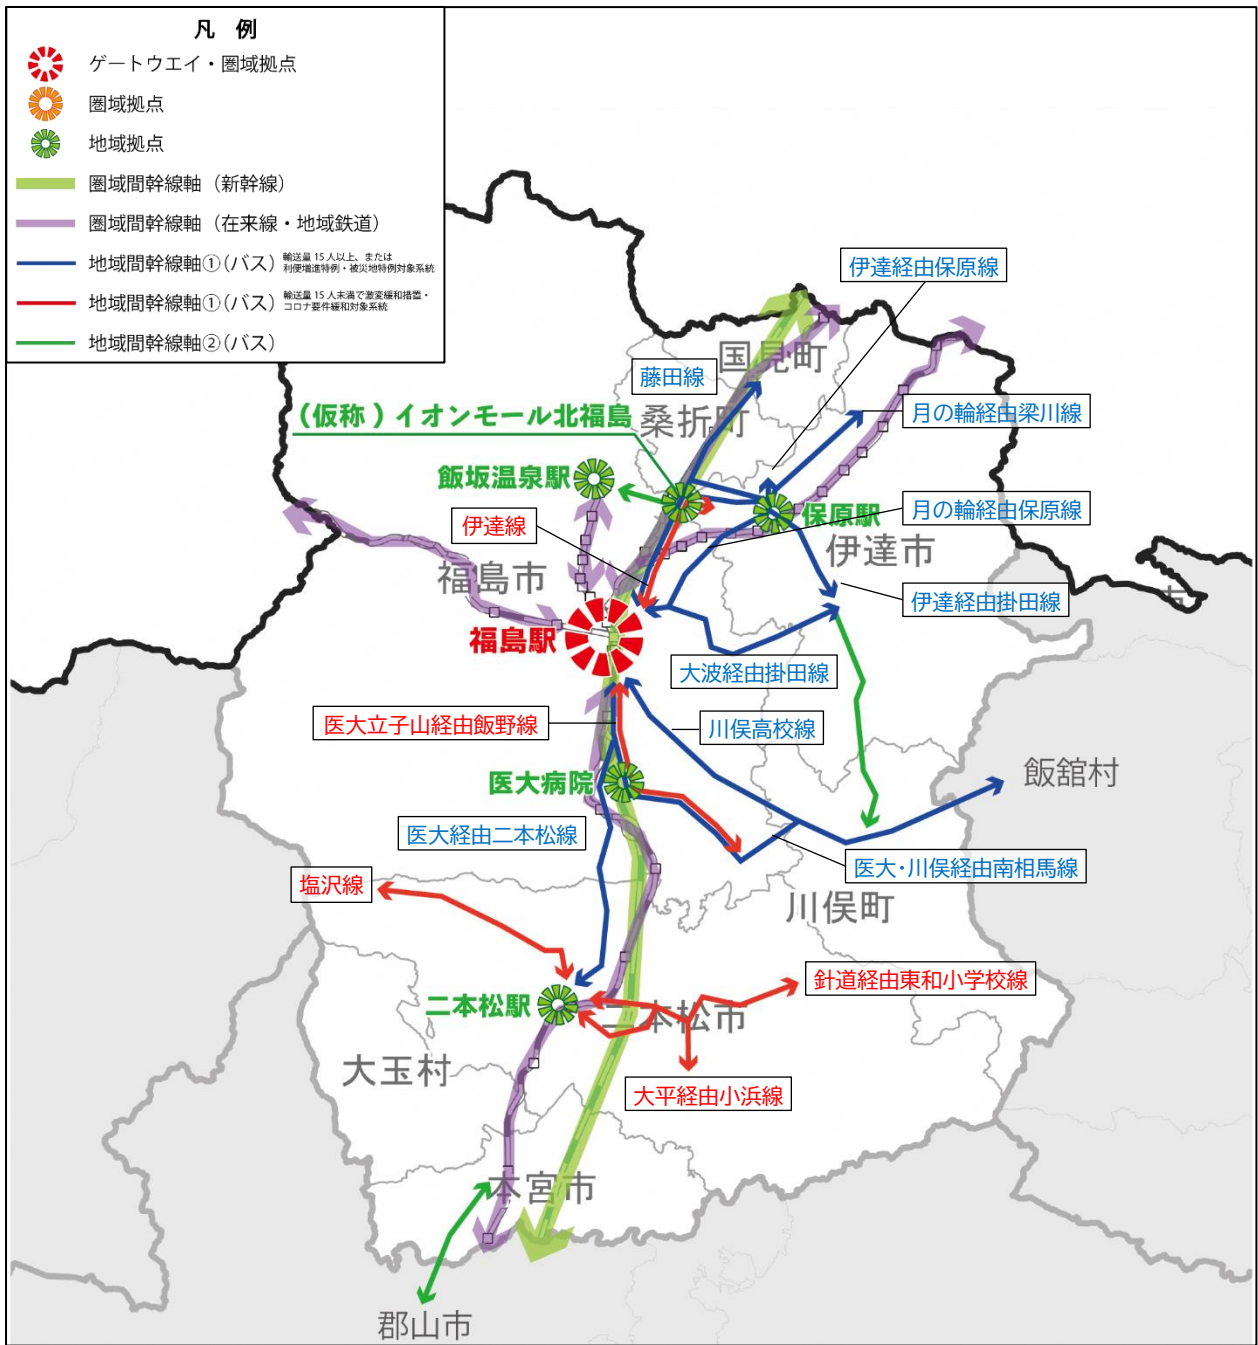 凡 例
ゲートウエイ・圏域拠点
圏域拠点
地域拠点
圏域間幹線軸（新幹線）
圏域間幹線軸（在来線・地域鉄道）
地域間幹線軸①(バス) 輸送量 15 人以上、または
利便増進特例・被災地特例対象系統
地域間幹線軸①(バス) 輸送量 15 人未満で激変緩和措置・
コロナ要件緩和対象系統
地域間幹線軸②(バス)
伊達経由保原線
国見町
藤田線
(仮称）イオンモール北福島
桑折町
月の輪経由梁川線
飯坂温泉駅
保原駅
月の輪経由保原線
伊達線
伊達市
福島市
伊達経由掛田線
市
福島駅
大波経由掛田線
医大立子山経由飯野線
川俣高校線
飯舘村
医大病院
医大経由二本松線
医大・川俣経由南相馬線
塩沢線
川俣町
針道経由東和小学校線
二本松駅
二本松市
大玉村
大平経由小浜線
本宮市
郡山市